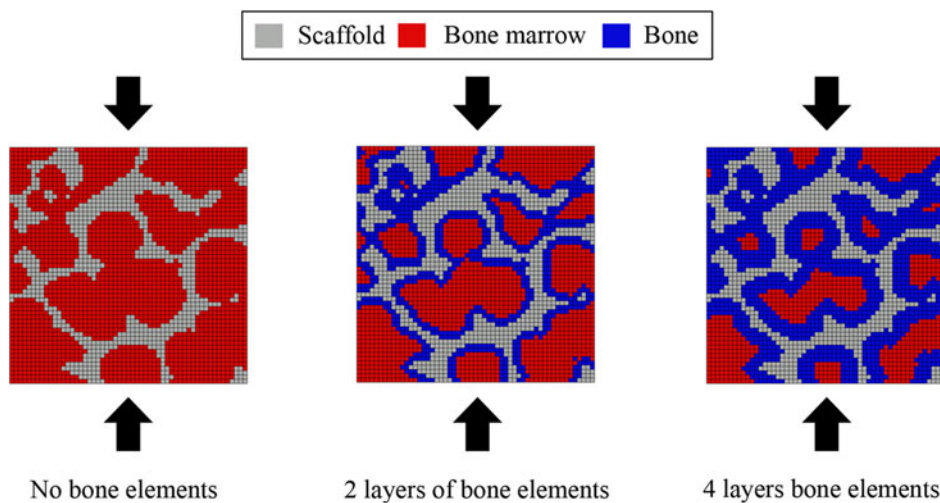 Scaffold Bone marrow Bone
No bone elements 2 layers of bone elements 4 layers bone elements